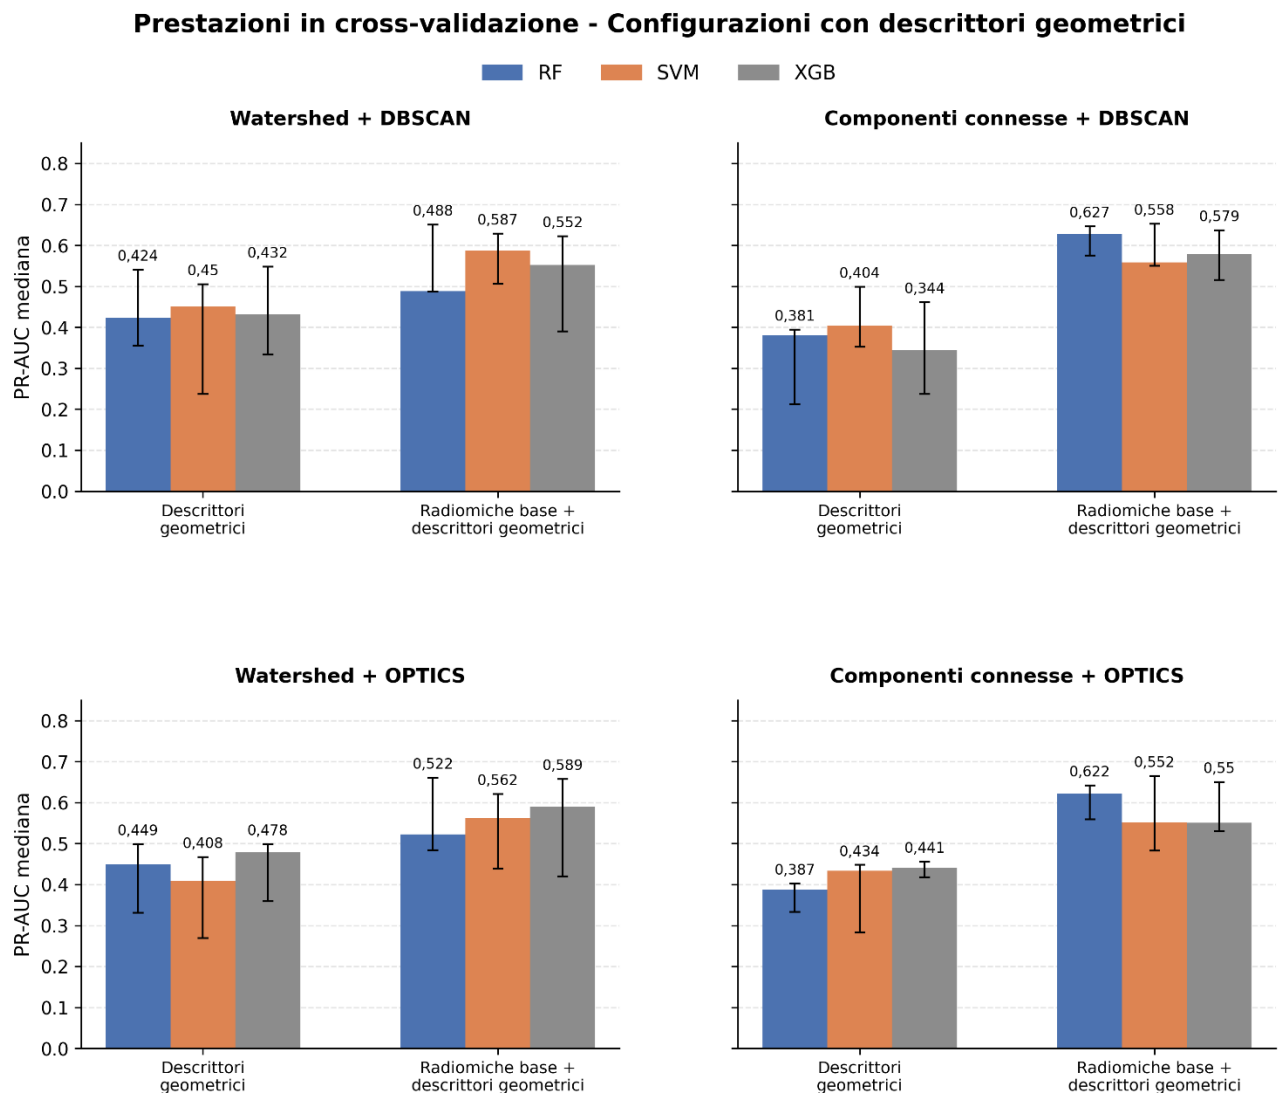 Prestazioni in cross-validazione - Configurazioni con descrittori geometrici
RF SVM XGB
Watershed + DBSCAN
PR-AUC mediana
0.8
0.7
0.6
0.5
0.4
0.3
0.2
0.1
0.0
0,424
0,45
0,432
0,488
0,587
0,552
Descrittori
geometrici
Radiomiche base +
descrittori geometrici
Componenti connesse + DBSCAN
0,381
0,404
0,344
0,627
0,558
0,579
Descrittori
geometrici
Radiomiche base +
descrittori geometrici
Watershed + OPTICS
PR-AUC mediana
0.8
0.7
0.6
0.5
0.4
0.3
0.2
0.1
0.0
0,449
0,408
0,478
0,522
0,562
0,589
Descrittori
geometrici
Radiomiche base +
descrittori geometrici
Componenti connesse + OPTICS
0,387
0,434
0,441
0,622
0,552
0,55
Descrittori
geometrici
Radiomiche base +
descrittori geometrici